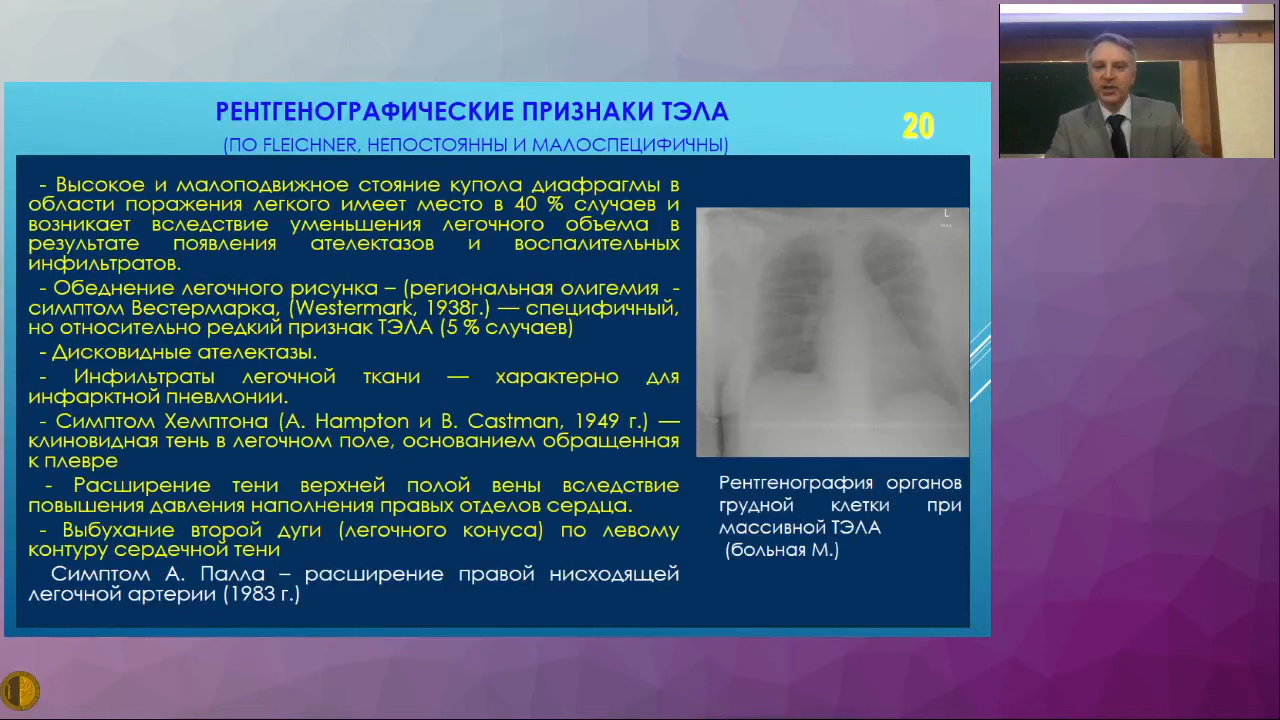 РЕНТГЕНОГРАФИЧЕСКИЕ ПРИЗНАКИ ТЭЛА
(ПО FLEICHNER, НЕПОСТОЯННЫ И МАЛОСПЕЦИФИЧНЫ)
20
- Высокое и малоподвижное стояние купола диафрагмы в
области поражения легкого имеет место в 40 % случаев и
возникает вследствие уменьшения легочного объема в
результате появления ателектазов и воспалительных
инфильтратов.
- Обеднение легочного рисунка – (региональная олигемия -
симптом Вестермарка, (Westermark, 1938г.) — специфичный,
но относительно редкий признак ТЭЛА (5 % случаев)
- Дисковидные ателектазы.
- Инфильтраты легочной ткани — характерно для
инфарктной пневмонии.
- Симптом Хемптона (A. Hampton и B. Castman, 1949 г.) —
клиновидная тень в легочном поле, основанием обращенная
к плевре
- Расширение тени верхней полой вены вследствие
повышения давления наполнения правых отделов сердца.
- Выбухание второй дуги (легочного конуса) по левому
контуру сердечной тени
Симптом А. Палла – расширение правой нисходящей
легочной артерии (1983 г.)
L
Рентгенография органов
грудной клетки при
массивной ТЭЛА
(больная М.)